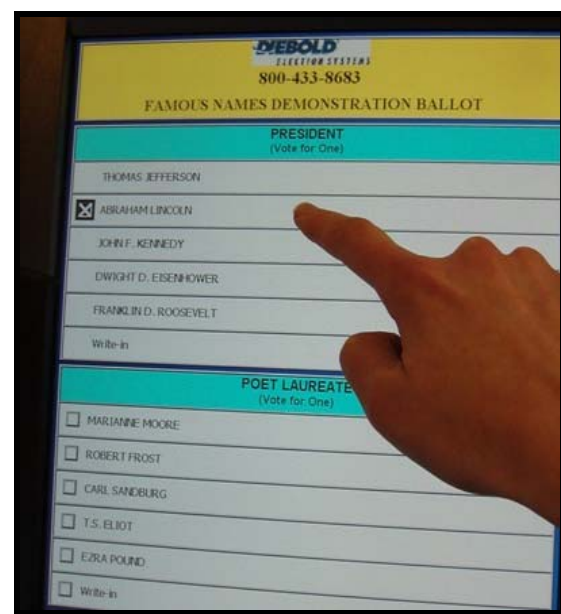 DIEBOLD
ELECTION SYSTEMS
800-433-8683
FAMOUS NAMES DEMONSTRATION BALLOT
PRESIDENT
(Vote for One)
THOMAS JEFFERSON
ABRAHAM LINCOLN
JOHN F. KENNEDY
DWIGHT D. EISENHOWER
FRANKLIN D. ROOSEVELT
Write-in
POET LAUREATE
(Vote for One)
MARIANNE MOORE
ROBERT FROST
CARL SANDBURG
T.S. ELIOT
EZRA POUND
Write-in